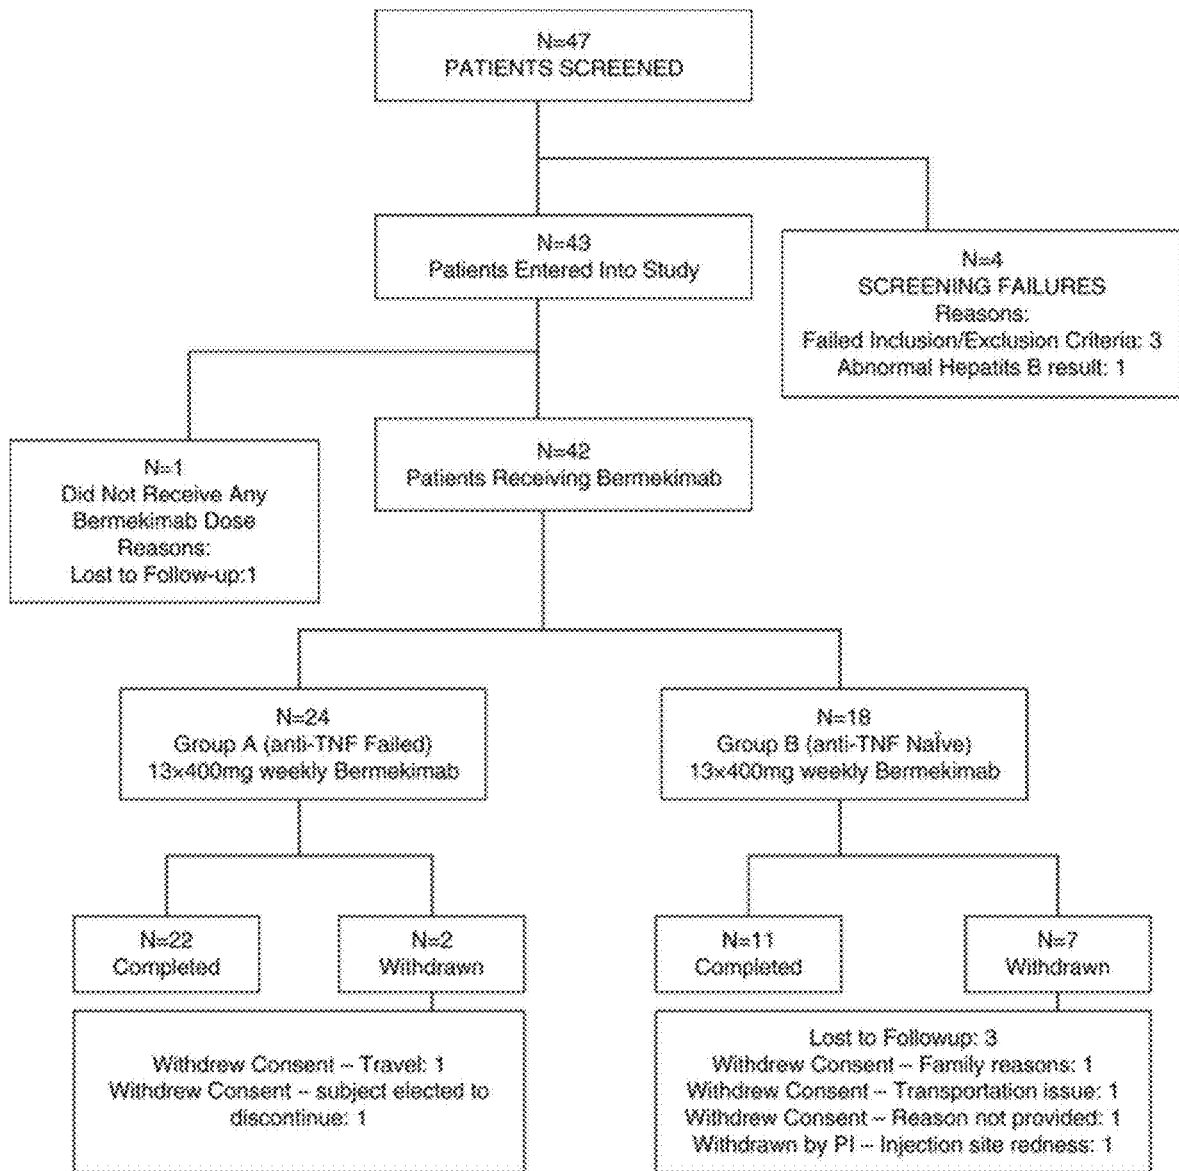 N=47
PATIENTS SCREENED
N=43
Patients Entered Into Study
N=4
SCREENING FAILURES
Reasons:
Failed Inclusion/Exclusion Criteria: 3
Abnormal Hepatits B result: 1
N=1
Did Not Receive Any
Bermekimab Dose
Reasons:
Lost to Follow-up:1
N=42
Patients Receiving Bermekimab
N=24
Group A (anti-TNF Failed)
13×400mg weekly Bermekimab
N=18
Group B (anti-TNF Naïve)
13×400mg weekly Bermekimab
N=22
Completed
N=2
Withdrawn
N=11
Completed
N=7
Withdrawn
Withdrew Consent – Travel: 1
Withdrew Consent – subject elected to
discontinue: 1
Lost to Followup: 3
Withdrew Consent – Family reasons: 1
Withdrew Consent – Transportation issue: 1
Withdrew Consent – Reason not provided: 1
Withdrawn by PI – Injection site redness: 1